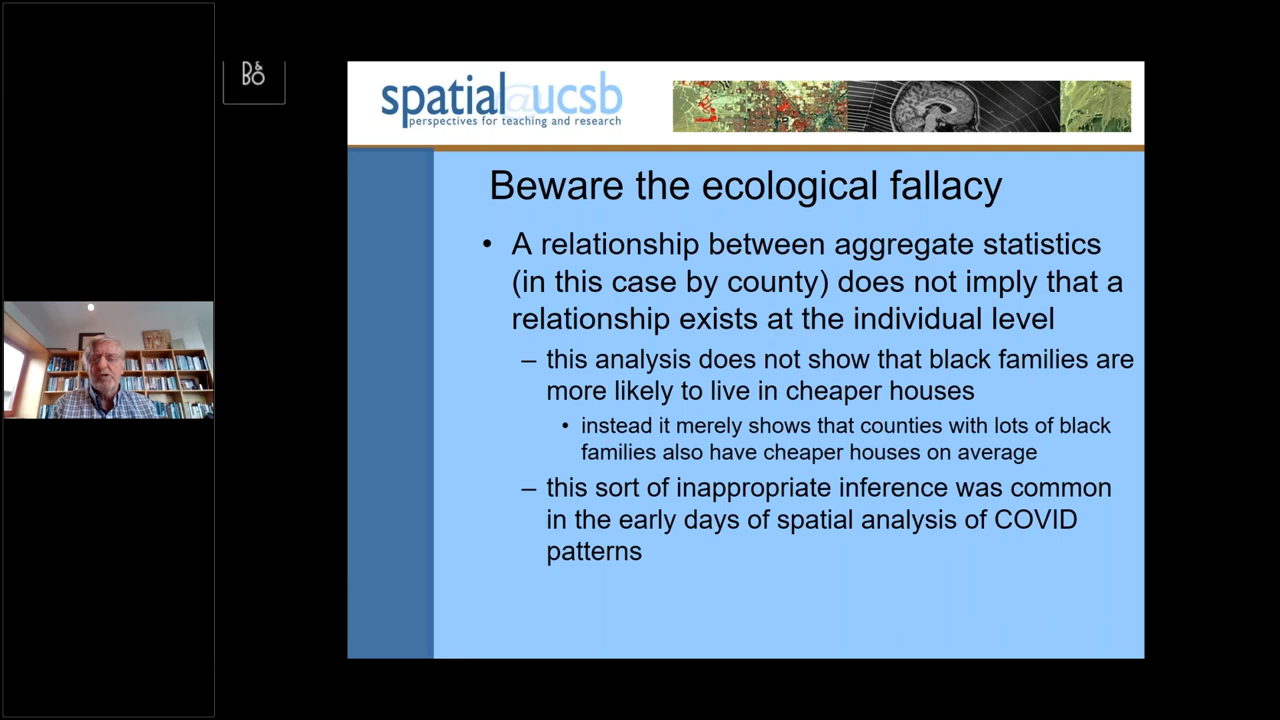 B&
BO
spatial@ucsb
perspectives for teaching and research
Beware the ecological fallacy
• A relationship between aggregate statistics
(in this case by county) does not imply that a
relationship exists at the individual level
– this analysis does not show that black families are
more likely to live in cheaper houses
• instead it merely shows that counties with lots of black
families also have cheaper houses on average
– this sort of inappropriate inference was common
in the early days of spatial analysis of COVID
patterns